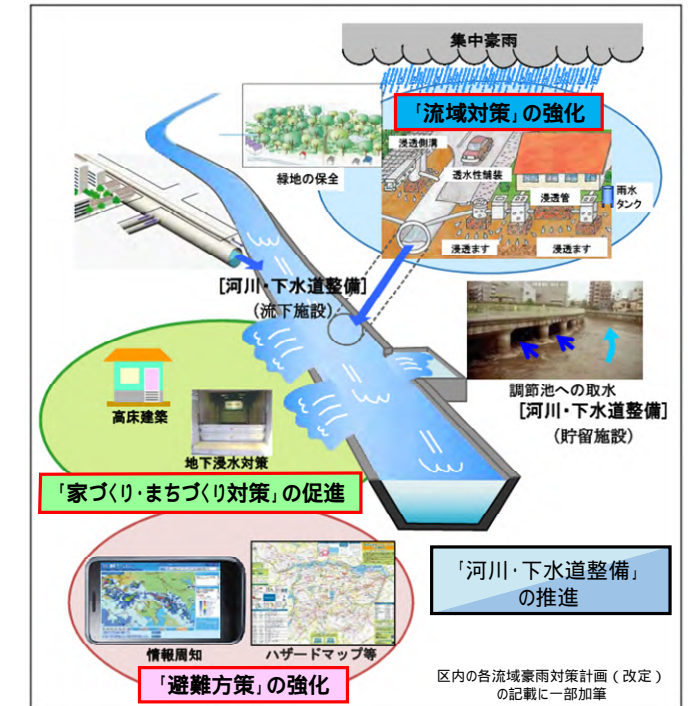 集中豪雨
「流域対策」の強化
緑地の保全
浸透側溝
透水性舗装
浸透管
雨水
タンク
浸透ます
浸透ます
[河川・下水道整備]
(流下施設)
調節池への取水
[河川・下水道整備]
(貯留施設)
高床建築
地下浸水対策
「家づくり・まちづくり対策」の促進
情報周知
ハザードマップ等
「避難方策」の強化
「河川・下水道整備」
の推進
区内の各流域豪雨対策計画(改定)
の記載に一部加筆